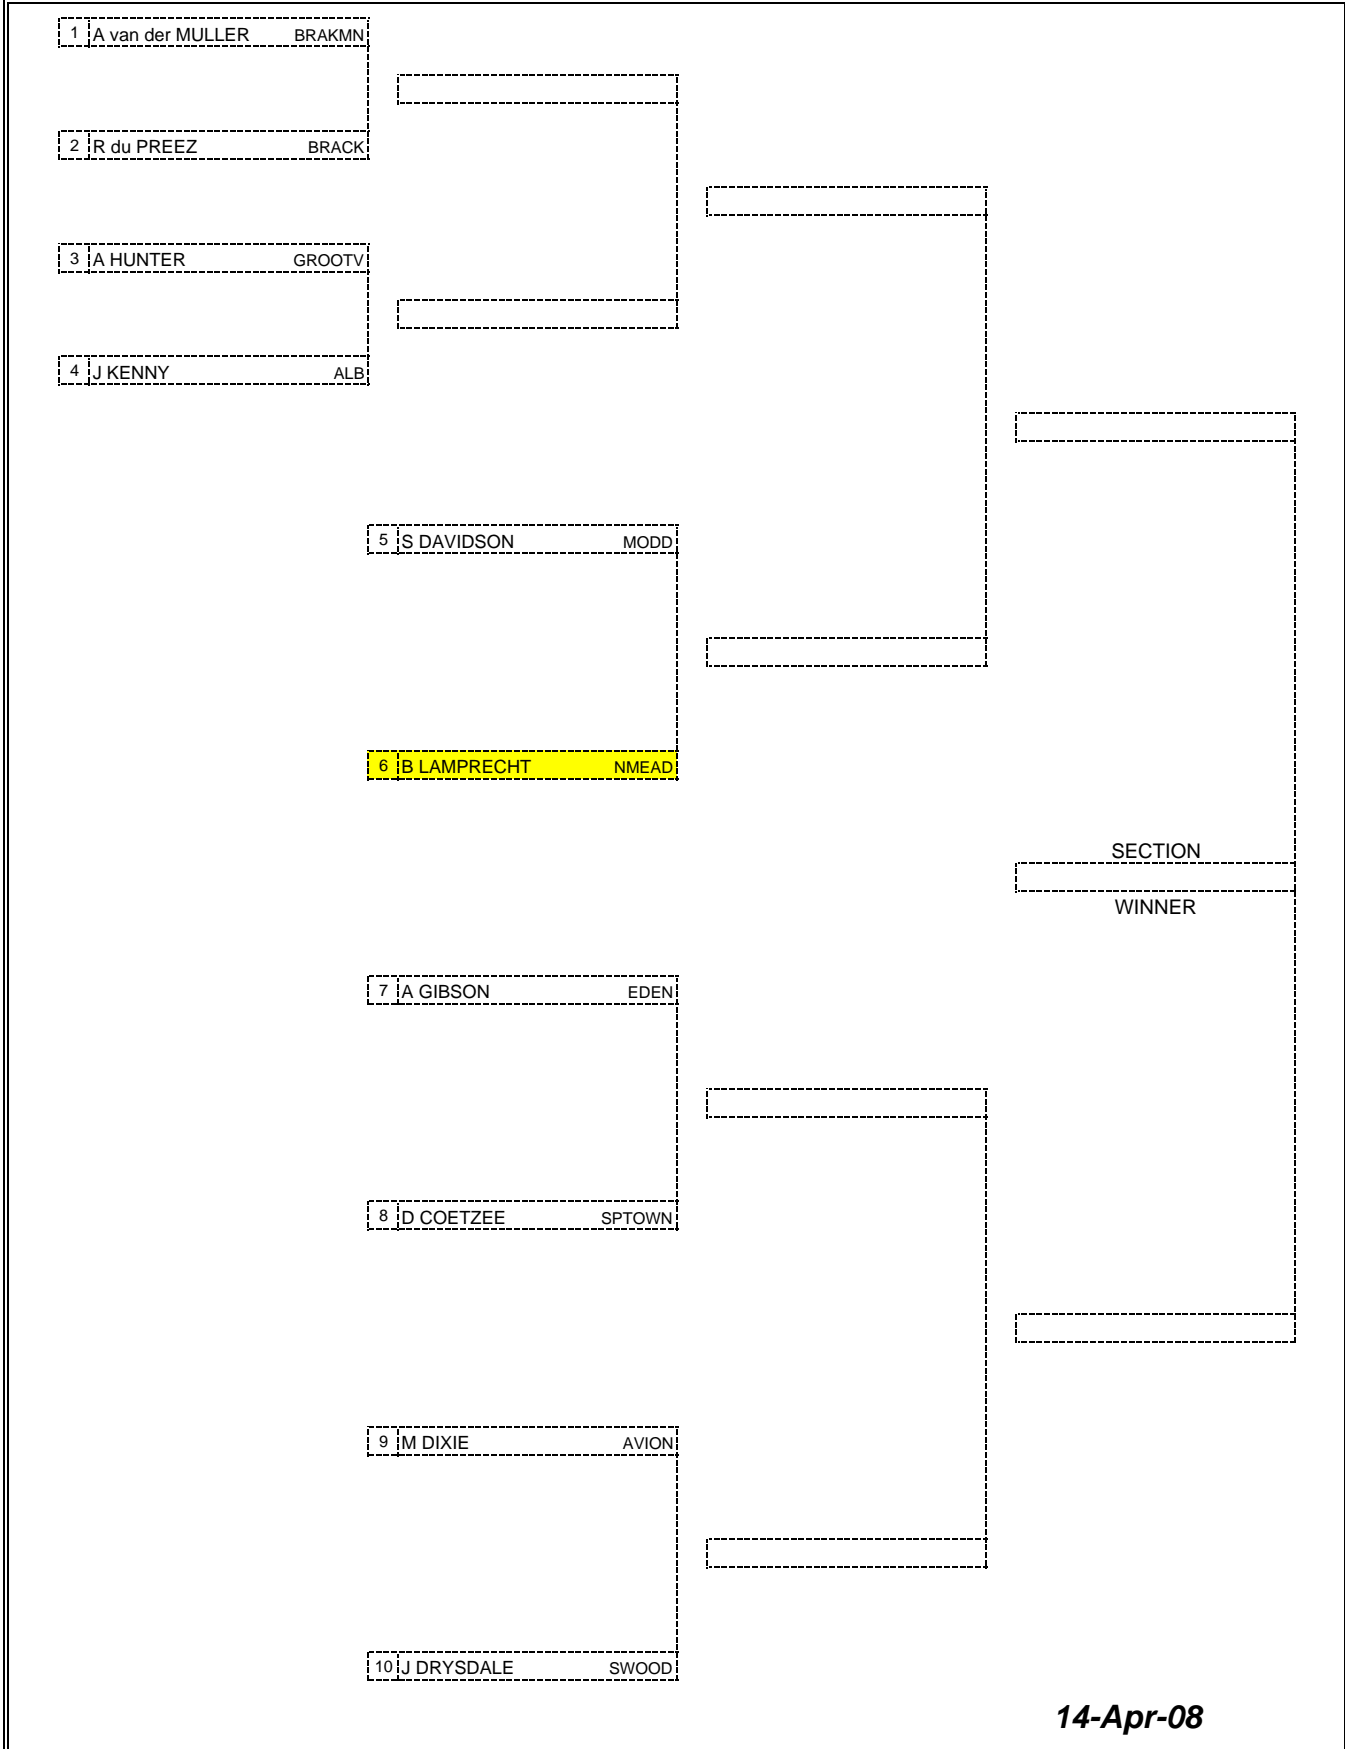 1 A van der MULLER BRAKMN
2 R du PREEZ BRACK
3 A HUNTER GROOTV
4 J KENNY ALB
5 S DAVIDSON MODD
6 B LAMPRECHT NMEAD
SECTION
WINNER
7 A GIBSON EDEN
8 D COETZEE SPTOWN
9 M DIXIE AVION
10 J DRYSDALE SWOOD
14-Apr-08